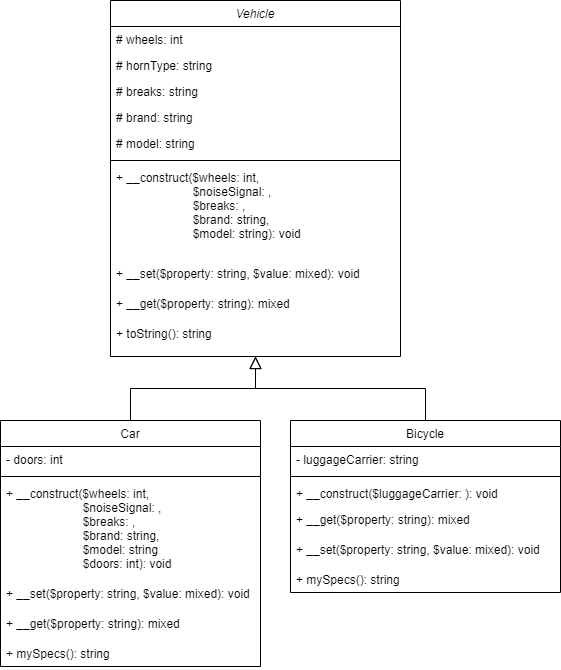 Vehicle
# wheels: int
# hornType: string
# breaks: string
# brand: string
# model: string
+ __construct($wheels: int,
$noiseSignal: ,
$breaks: ,
$brand: string,
$model: string): void
+ __set($property: string, $value: mixed): void
+ __get($property: string): mixed
+ toString(): string
Car
- doors: int
+ __construct($wheels: int,
$noiseSignal: ,
$breaks: ,
$brand: string,
$model: string
$doors: int): void
+ __set($property: string, $value: mixed): void
+ __get($property: string): mixed
+ mySpecs(): string
Bicycle
- luggageCarrier: string
+ __construct($luggageCarrier: ): void
+ __get($property: string): mixed
+ __set($property: string, $value: mixed): void
+ mySpecs(): string